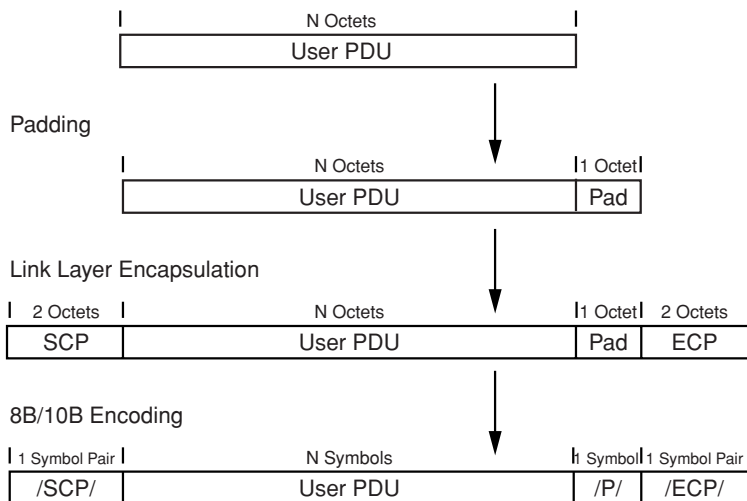 N Octets
User PDU
Padding
N Octets 1 Octet
User PDU Pad
Link Layer Encapsulation
2 Octets N Octets 1 Octet 2 Octets
SCP User PDU Pad ECP
8B/10B Encoding
1 Symbol Pair N Symbols 1 Symbol 1 Symbol Pair
/SCP/ User PDU /P/ /ECP/